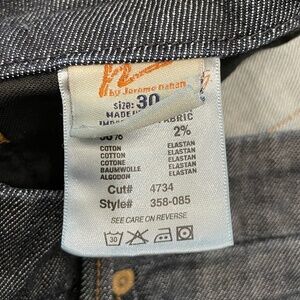 by Jerome Dahan
size: 30
MADE IN
FABRIC
2%
COTON ELASTAN
COTTON ELASTAN
COTONE ELASTAN
BAUMWOLLE ELASTAN
ALGODON ELASTAN
Cut# 4734
Style# 358-085
SEE CARE ON REVERSE
30